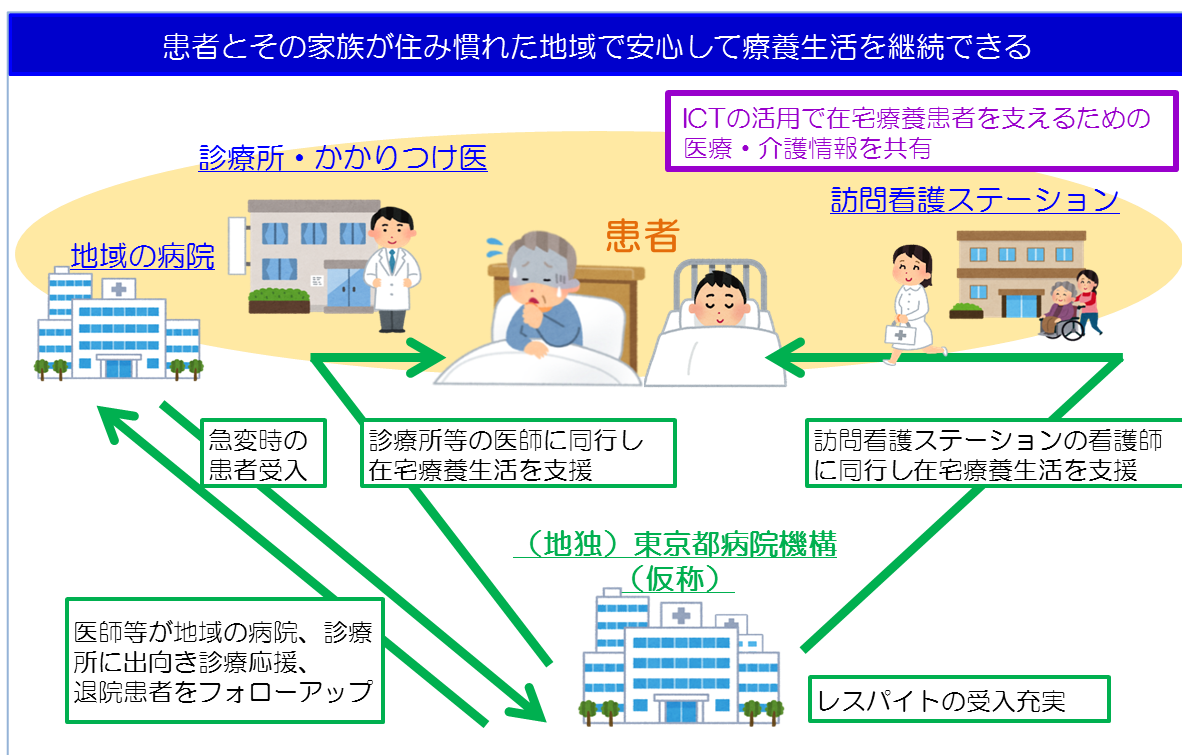 患者とその家族が住み慣れた地域で安心して療養生活を継続できる
ICTの活用で在宅療養患者を支えるための
医療・介護情報を共有
診療所・かかりつけ医
訪問看護ステーション
患者
地域の病院
急変時の
患者受入
診療所等の医師に同行し
在宅療養生活を支援
訪問看護ステーションの看護師
に同行し在宅療養生活を支援
（地独）東京都病院機構
（仮称）
医師等が地域の病院、診療
所に出向き診療応援、
退院患者をフォローアップ
レスパイトの受入充実